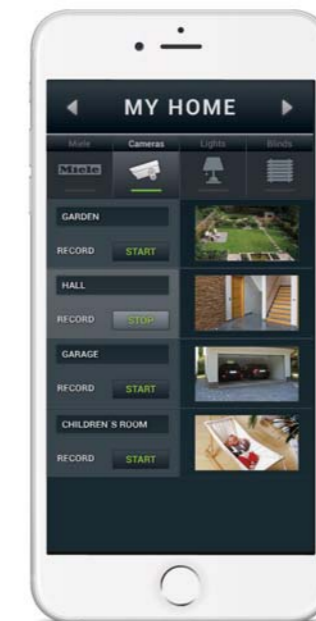 MY HOME
Miele Cameras Lights Blinds
Miele
GARDEN
RECORD START
HALL
RECORD STOP
GARAGE
RECORD START
CHILDREN´S ROOM
RECORD START